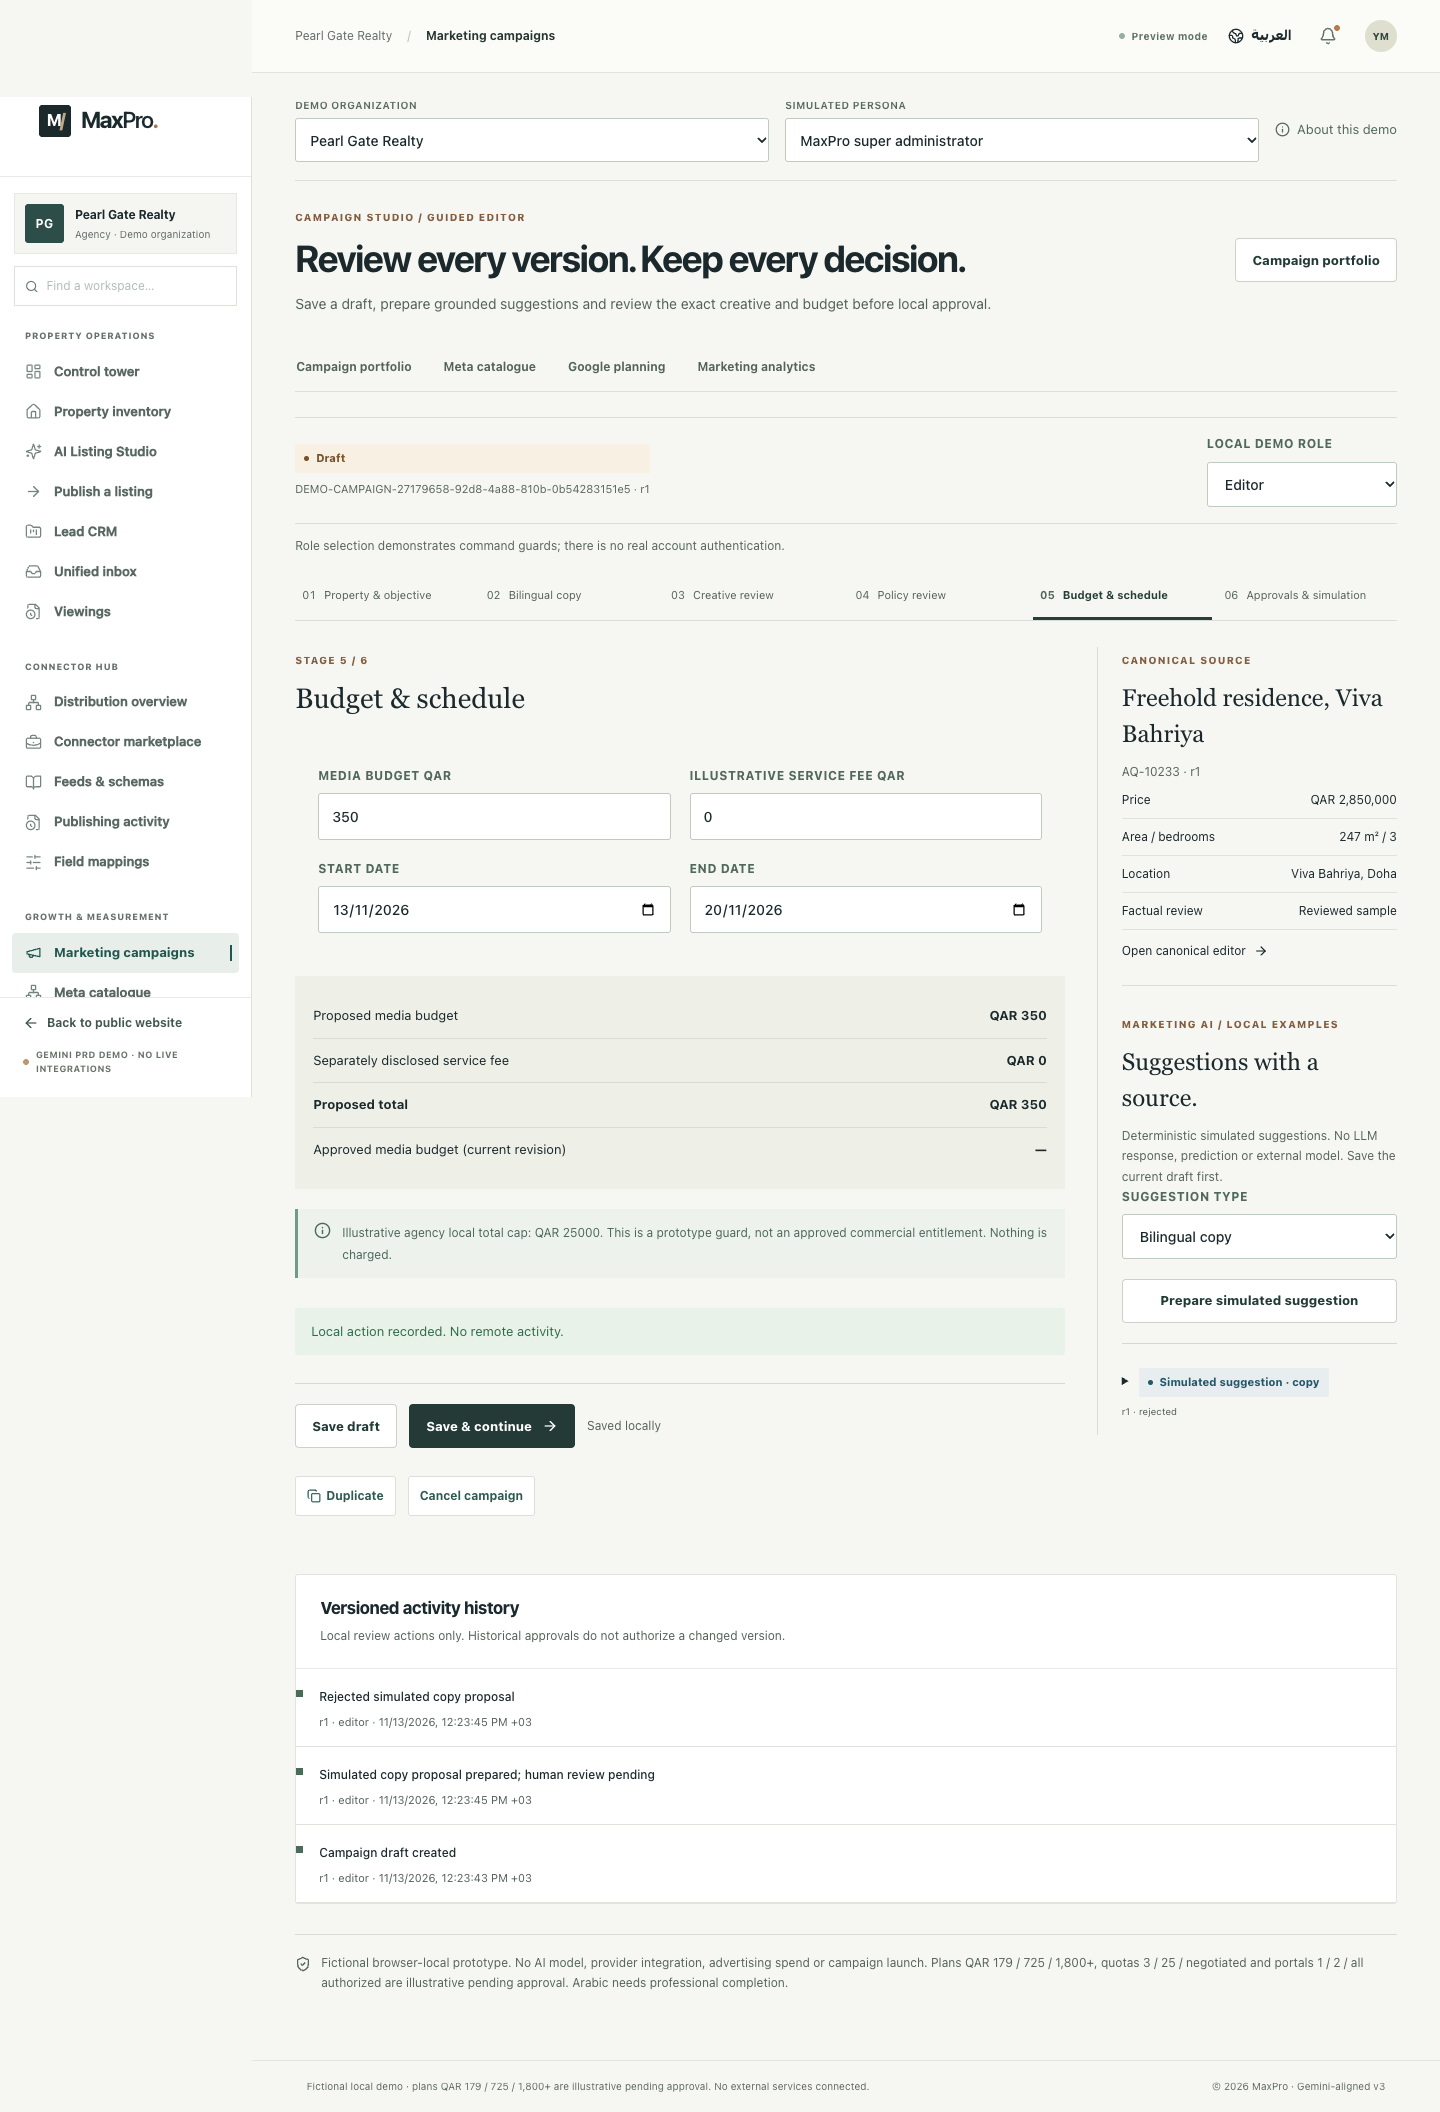 Pearl Gate Realty / Marketing campaigns
Preview mode
العربية
YM
M/ MaxPro.
PG
Pearl Gate Realty
Agency · Demo organization
Find a workspace...
PROPERTY OPERATIONS
Control tower
Property inventory
AI Listing Studio
Publish a listing
Lead CRM
Unified inbox
Viewings
CONNECTOR HUB
Distribution overview
Connector marketplace
Feeds & schemas
Publishing activity
Field mappings
GROWTH & MEASUREMENT
Marketing campaigns
Meta catalogue
Back to public website
GEMINI PRD DEMO · NO LIVE
INTEGRATIONS
DEMO ORGANIZATION
Pearl Gate Realty
SIMULATED PERSONA
MaxPro super administrator
About this demo
CAMPAIGN STUDIO / GUIDED EDITOR
Review every version. Keep every decision.
Save a draft, prepare grounded suggestions and review the exact creative and budget before local approval.
Campaign portfolio
Campaign portfolio
Meta catalogue
Google planning
Marketing analytics
Draft
DEMO-CAMPAIGN-27179658-92d8-4a88-810b-0b54283151e5 · r1
LOCAL DEMO ROLE
Editor
Role selection demonstrates command guards; there is no real account authentication.
01 Property & objective
02 Bilingual copy
03 Creative review
04 Policy review
05 Budget & schedule
06 Approvals & simulation
STAGE 5 / 6
Budget & schedule
MEDIA BUDGET QAR
350
ILLUSTRATIVE SERVICE FEE QAR
0
START DATE
13/11/2026
END DATE
20/11/2026
Proposed media budget QAR 350
Separately disclosed service fee QAR 0
Proposed total QAR 350
Approved media budget (current revision) —
Illustrative agency local total cap: QAR 25000. This is a prototype guard, not an approved commercial entitlement. Nothing is
charged.
Local action recorded. No remote activity.
Save draft
Save & continue
Saved locally
Duplicate
Cancel campaign
CANONICAL SOURCE
Freehold residence, Viva
Bahriya
AQ-10233 · r1
Price QAR 2,850,000
Area / bedrooms 247 m² / 3
Location Viva Bahriya, Doha
Factual review Reviewed sample
Open canonical editor
MARKETING AI / LOCAL EXAMPLES
Suggestions with a
source.
Deterministic simulated suggestions. No LLM
response, prediction or external model. Save the
current draft first.
SUGGESTION TYPE
Bilingual copy
Prepare simulated suggestion
Simulated suggestion · copy
r1 · rejected
Versioned activity history
Local review actions only. Historical approvals do not authorize a changed version.
Rejected simulated copy proposal
r1 · editor · 11/13/2026, 12:23:45 PM +03
Simulated copy proposal prepared; human review pending
r1 · editor · 11/13/2026, 12:23:45 PM +03
Campaign draft created
r1 · editor · 11/13/2026, 12:23:43 PM +03
Fictional browser-local prototype. No AI model, provider integration, advertising spend or campaign launch. Plans QAR 179 / 725 / 1,800+, quotas 3 / 25 / negotiated and portals 1 / 2 / all
authorized are illustrative pending approval. Arabic needs professional completion.
Fictional local demo · plans QAR 179 / 725 / 1,800+ are illustrative pending approval. No external services connected.
© 2026 MaxPro · Gemini-aligned v3